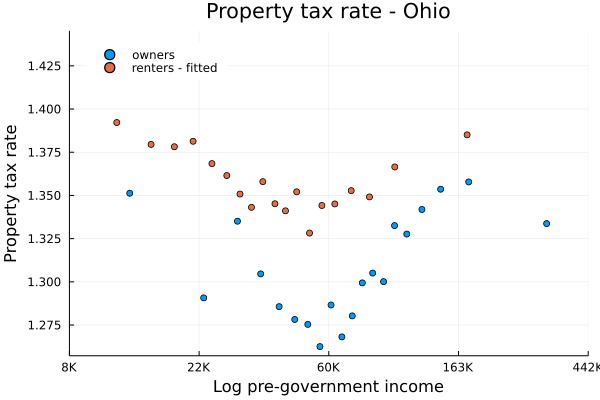 Property tax rate - Ohio
owners
renters - fitted
Property tax rate
1.425
1.400
1.375
1.350
1.325
1.300
1.275
8K 22K 60K 163K 442K
Log pre-government income